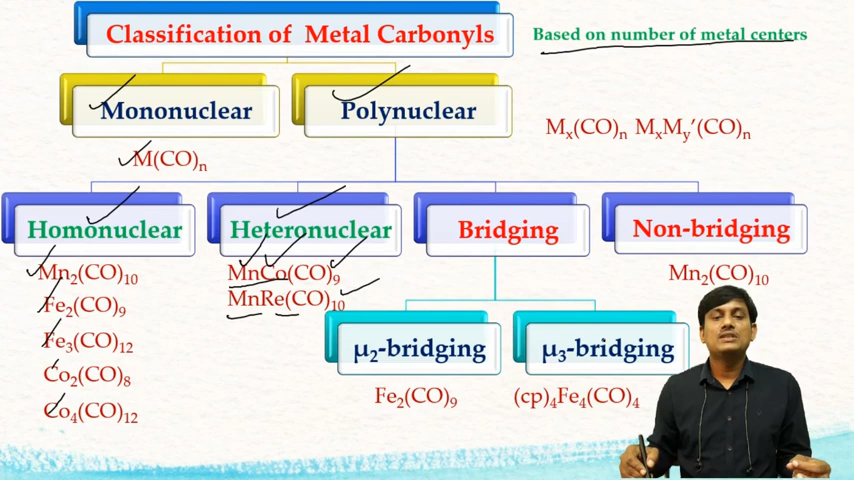 Classification of Metal Carbonyls
Based on number of metal centers
Mononuclear
Polynuclear
M(CO)ₙ
Mₓ(CO)ₙ MₓMᵧ′(CO)ₙ
Homonuclear
Heteronuclear
Bridging
Non-bridging
Mn₂(CO)₁₀
Fe₂(CO)₉
Fe₃(CO)₁₂
Co₂(CO)₈
Co₄(CO)₁₂
MnCo(CO)₉
MnRe(CO)₁₀
Mn₂(CO)₁₀
μ₂-bridging
μ₃-bridging
Fe₂(CO)₉
(cp)₄Fe₄(CO)₄